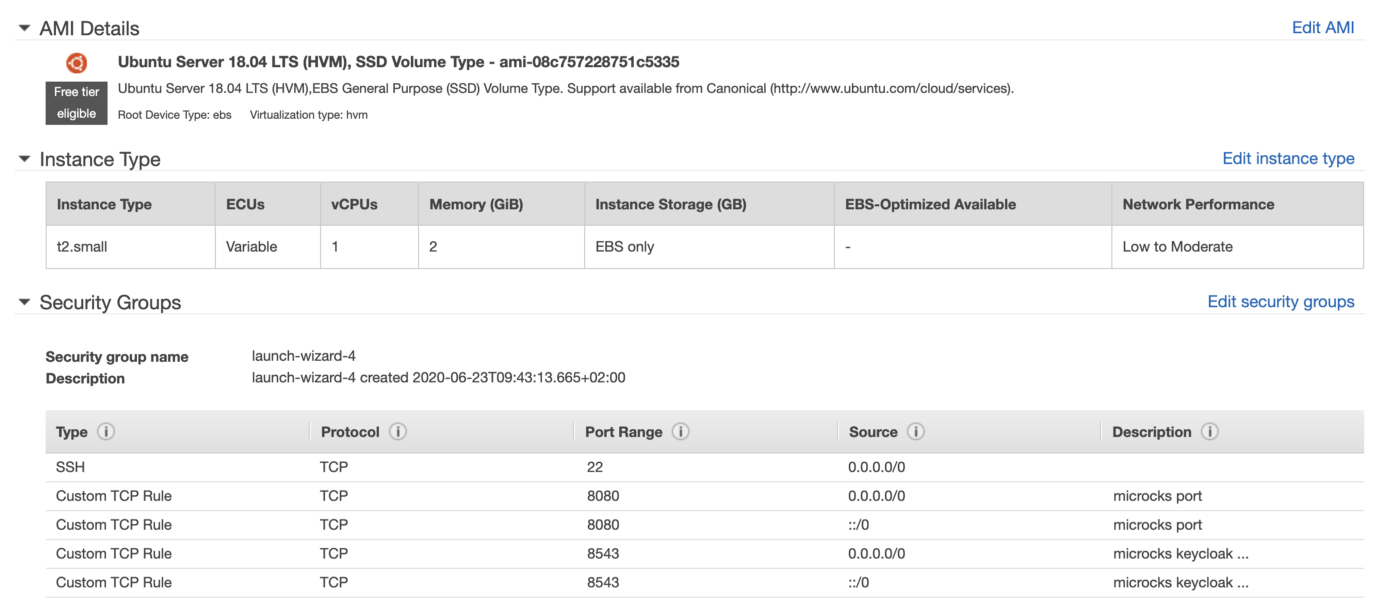 AMI Details Edit AMI
Ubuntu Server 18.04 LTS (HVM), SSD Volume Type - ami-08c757228751c5335
Free tier eligible
Ubuntu Server 18.04 LTS (HVM),EBS General Purpose (SSD) Volume Type. Support available from Canonical (http://www.ubuntu.com/cloud/services).
Root Device Type: ebs Virtualization type: hvm
Instance Type Edit instance type
Instance Type ECUs vCPUs Memory (GiB) Instance Storage (GB) EBS-Optimized Available Network Performance
t2.small Variable 1 2 EBS only - Low to Moderate
Security Groups Edit security groups
Security group name launch-wizard-4
Description launch-wizard-4 created 2020-06-23T09:43:13.665+02:00
Type Protocol Port Range Source Description
SSH TCP 22 0.0.0.0/0
Custom TCP Rule TCP 8080 0.0.0.0/0 microcks port
Custom TCP Rule TCP 8080 ::/0 microcks port
Custom TCP Rule TCP 8543 0.0.0.0/0 microcks keycloak ...
Custom TCP Rule TCP 8543 ::/0 microcks keycloak ...